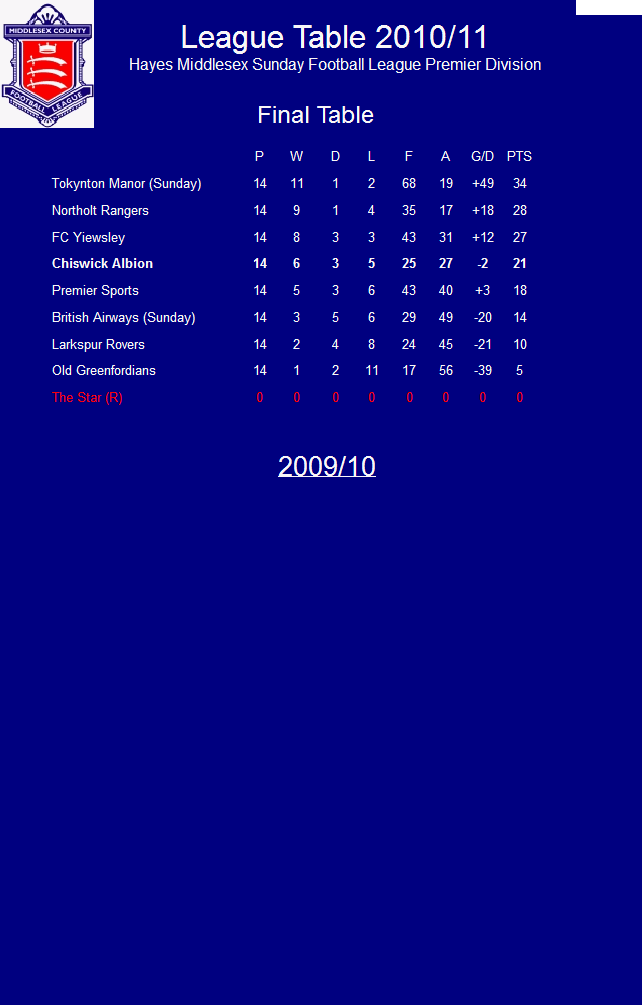 MIDDLESEX COUNTY
FOOTBALL LEAGUE
League Table 2010/11
Hayes Middlesex Sunday Football League Premier Division
Final Table
P W D L F A G/D PTS
Tokynton Manor (Sunday) 14 11 1 2 68 19 +49 34
Northolt Rangers 14 9 1 4 35 17 +18 28
FC Yiewsley 14 8 3 3 43 31 +12 27
Chiswick Albion 14 6 3 5 25 27 -2 21
Premier Sports 14 5 3 6 43 40 +3 18
British Airways (Sunday) 14 3 5 6 29 49 -20 14
Larkspur Rovers 14 2 4 8 24 45 -21 10
Old Greenfordians 14 1 2 11 17 56 -39 5
The Star (R) 0 0 0 0 0 0 0 0
2009/10